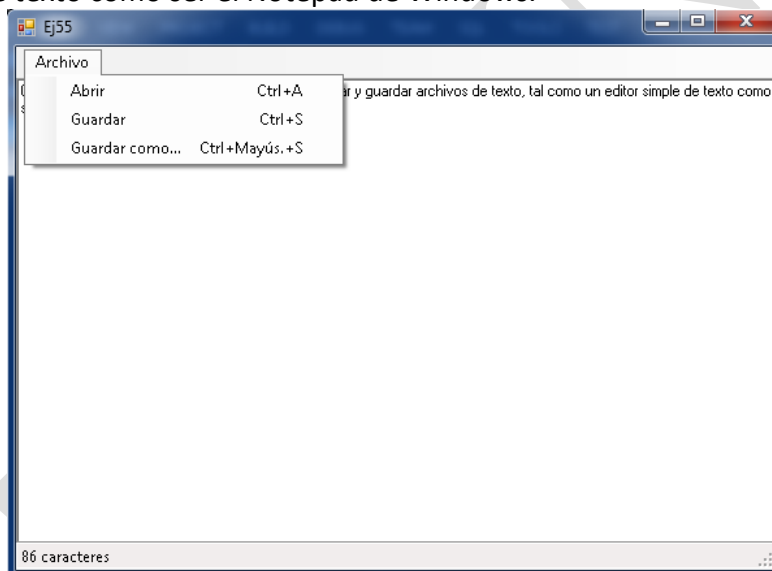 texto como ser el Notepad de Windows.
Ej55
Archivo
Abrir Ctrl+A
y guardar archivos de texto, tal como un editor simple de texto como
Guardar Ctrl+S
Guardar como... Ctrl+Mayús.+S
86 caracteres